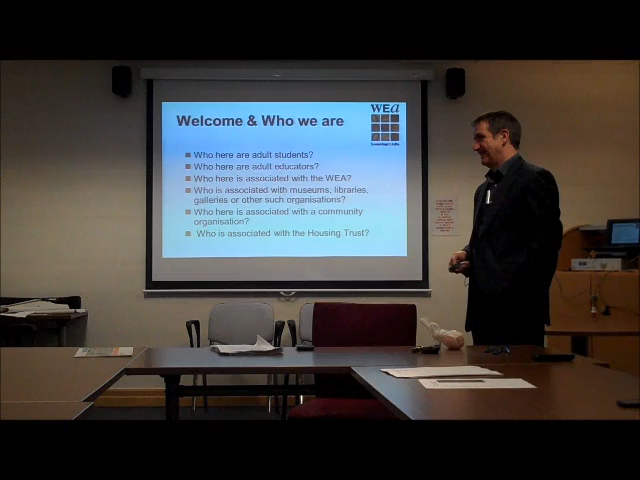 WEA
Welcome & Who we are
Who here are adult students?
Who here are adult educators?
Who here is associated with the WEA?
Who is associated with museums, libraries,
galleries or other such organisations?
Who here is associated with a community
organisation?
Who is associated with the Housing Trust?